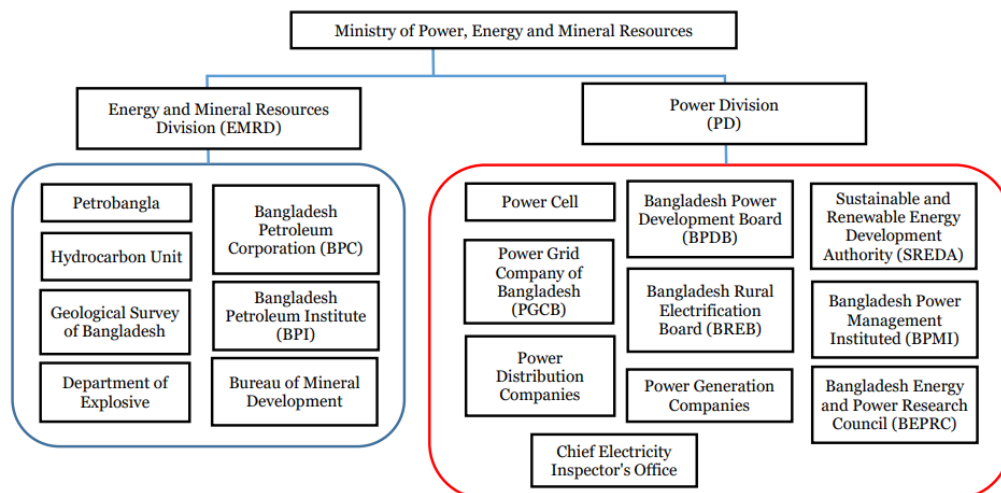 Ministry of Power, Energy and Mineral Resources
Energy and Mineral Resources
Division (EMRD)
Power Division
(PD)
Petrobangla
Hydrocarbon Unit
Geological Survey
of Bangladesh
Department of
Explosive
Bangladesh
Petroleum
Corporation (BPC)
Bangladesh
Petroleum Institute
(BPI)
Bureau of Mineral
Development
Power Cell
Power Grid
Company of
Bangladesh
(PGCB)
Power
Distribution
Companies
Bangladesh Power
Development Board
(BPDB)
Bangladesh Rural
Electrification
Board (BREB)
Power Generation
Companies
Sustainable and
Renewable Energy
Development
Authority (SREDA)
Bangladesh Power
Management
Instituted (BPMI)
Bangladesh Energy
and Power Research
Council (BEPRC)
Chief Electricity
Inspector's Office